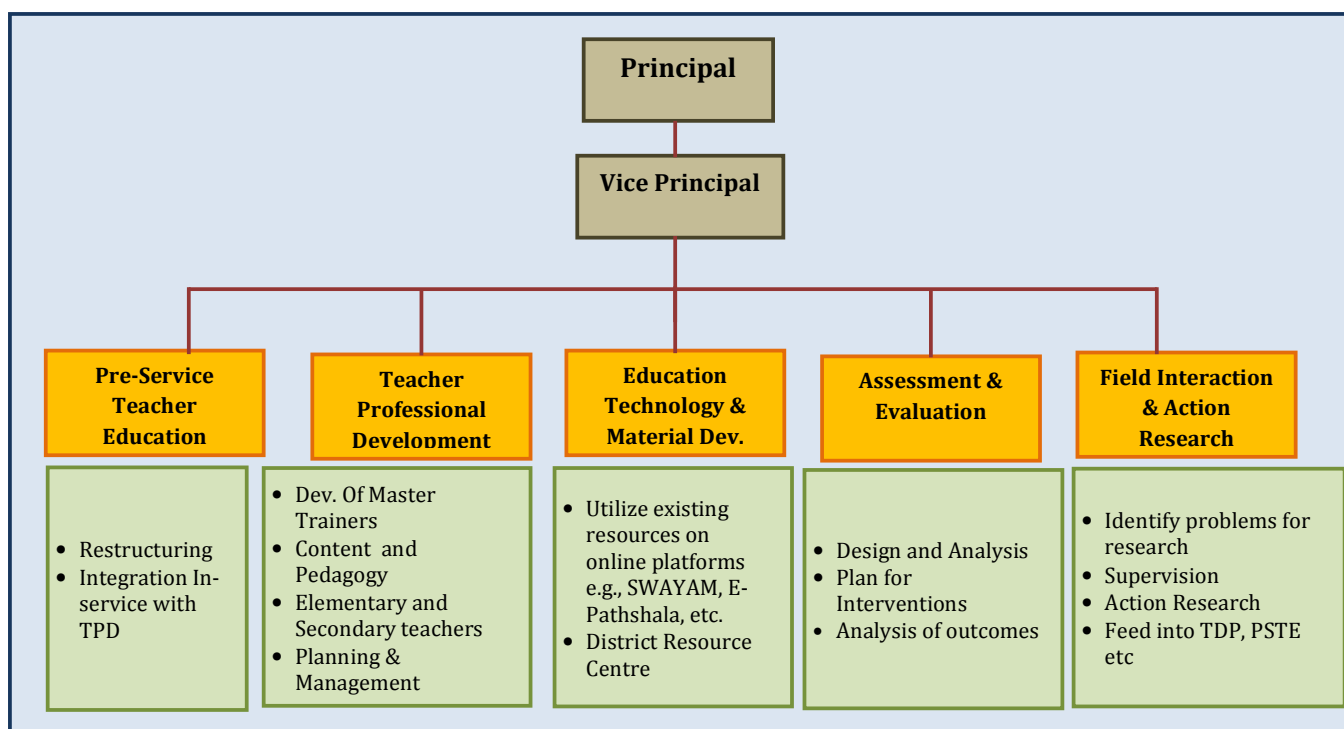 Principal
Vice Principal
Pre-Service
Teacher
Education
Teacher
Professional
Development
Education
Technology &
Material Dev.
Assessment &
Evaluation
Field Interaction
& Action
Research
• Restructuring
• Integration In-
service with
TPD
• Dev. Of Master
Trainers
• Content and
Pedagogy
• Elementary and
Secondary teachers
• Planning &
Management
• Utilize existing
resources on
online platforms
e.g., SWAYAM, E-
Pathshala, etc.
• District Resource
Centre
• Design and Analysis
• Plan for
Interventions
• Analysis of outcomes
• Identify problems for
research
• Supervision
• Action Research
• Feed into TDP, PSTE
etc